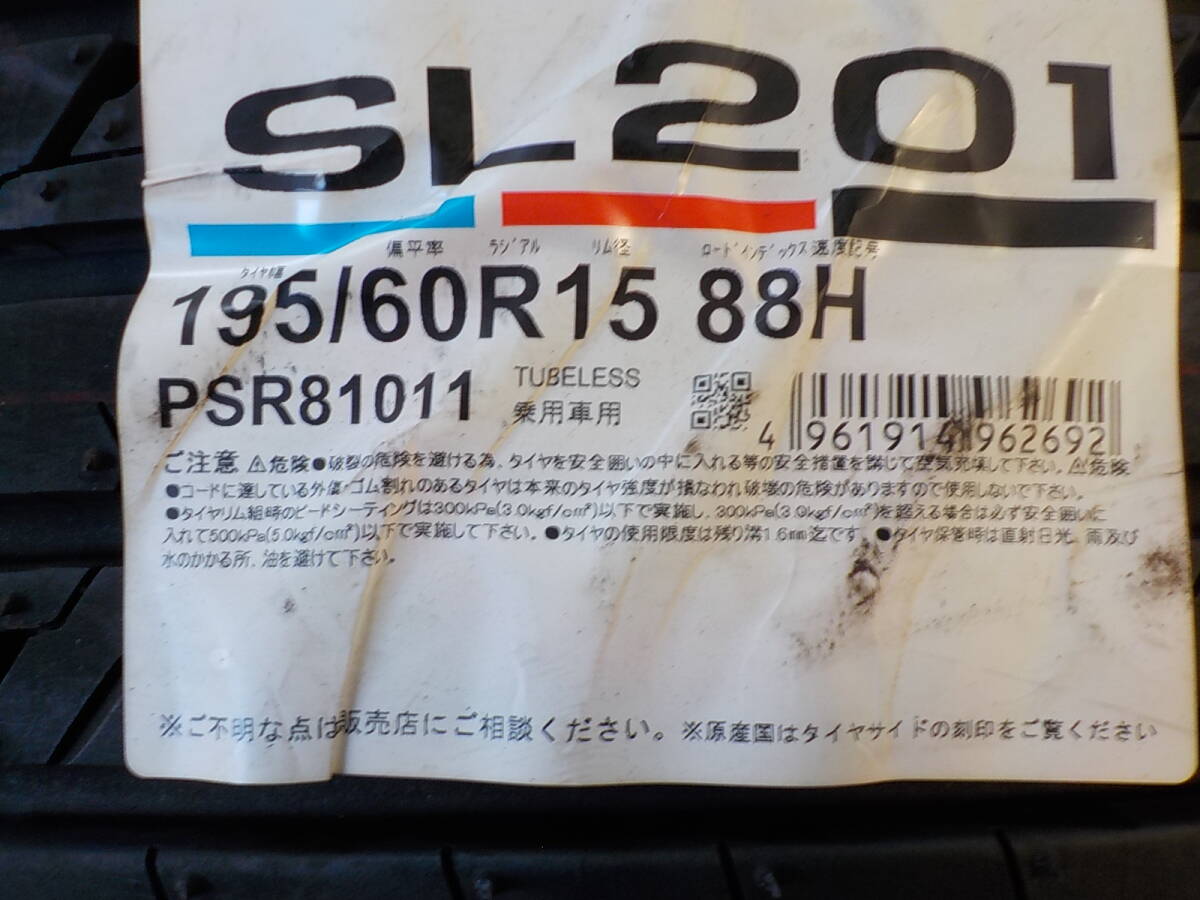 SL201
タイヤ幅 偏平率 ラジアル リム径 ロードインデックス 速度記号
195/60R15 88H
PSR81011 TUBELESS
乗用車用
4 961914 962692
ご注意 ⚠危険●破裂の危険を避ける為、タイヤを安全囲いの中に入れる等の安全措置を講じて空気充填して下さい。⚠危険
●コードに達している外傷・ゴム割れのあるタイヤは本来のタイヤ強度が損なわれ破壊の危険がありますので使用しないで下さい。
●タイヤリム組時のビードシーティングは300kPa(3.0kgf/cm²)以下で実施し、300kPa(3.0kgf/cm²)を超える場合は必ず安全囲いに
入れて500kPa(5.0kgf/cm²)以下で実施して下さい。●タイヤの使用限度は残り溝1.6mm迄です。●タイヤ保管時は直射日光、雨及び
水のかかる所、油を避けて下さい。
※ご不明な点は販売店にご相談ください。※原産国はタイヤサイドの刻印をご覧ください